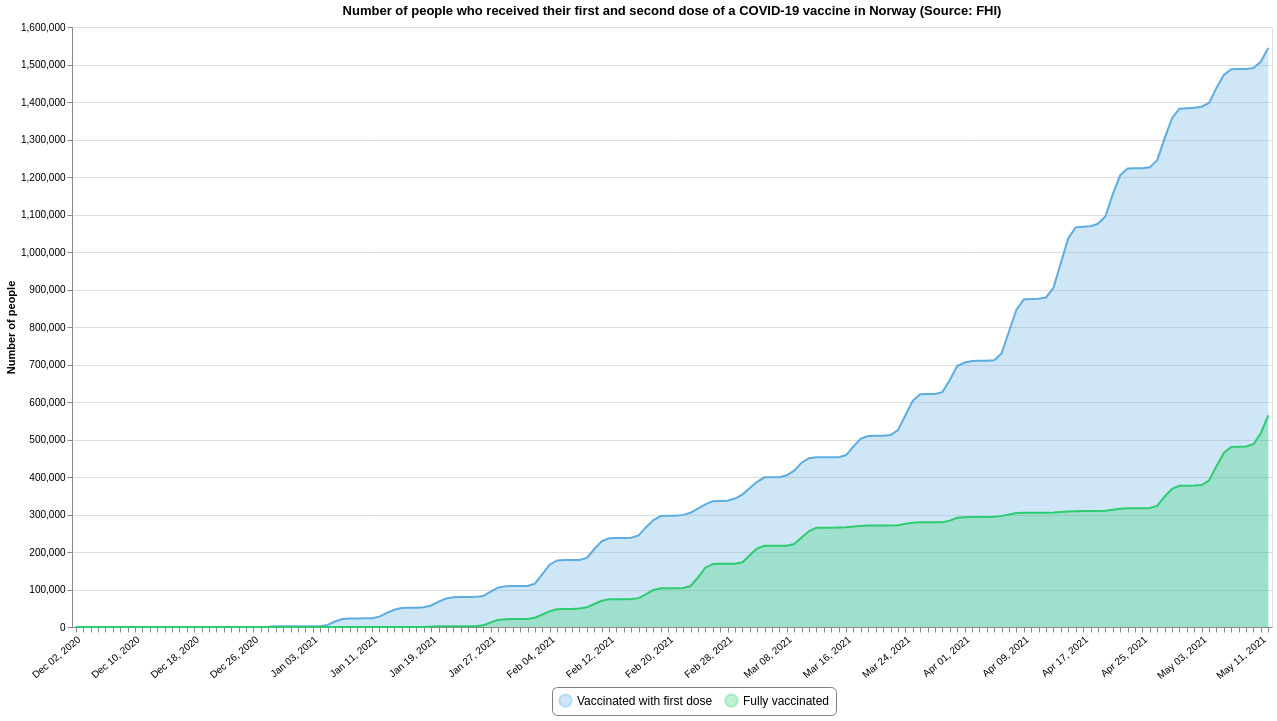 Number of people who received their first and second dose of a COVID-19 vaccine in Norway (Source: FHI)
Number of people
1,600,000
1,500,000
1,400,000
1,300,000
1,200,000
1,100,000
1,000,000
900,000
800,000
700,000
600,000
500,000
400,000
300,000
200,000
100,000
0
Dec 02, 2020
Dec 10, 2020
Dec 18, 2020
Dec 26, 2020
Jan 03, 2021
Jan 11, 2021
Jan 19, 2021
Jan 27, 2021
Feb 04, 2021
Feb 12, 2021
Feb 20, 2021
Feb 28, 2021
Mar 08, 2021
Mar 16, 2021
Mar 24, 2021
Apr 01, 2021
Apr 09, 2021
Apr 17, 2021
Apr 25, 2021
May 03, 2021
May 11, 2021
Vaccinated with first dose
Fully vaccinated